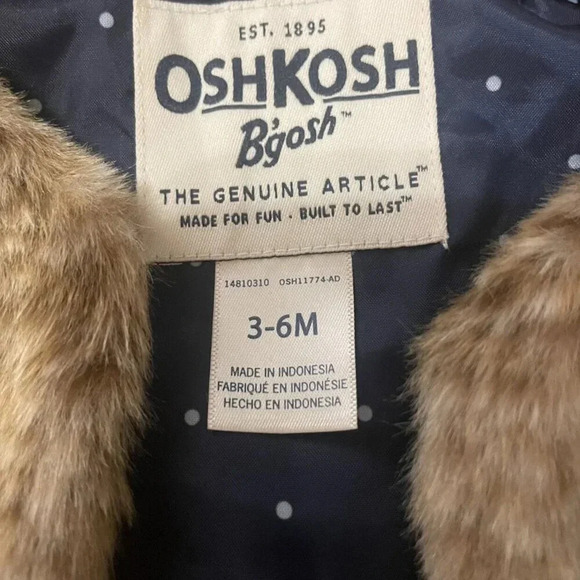 EST. 1895
OSHKOSH
B'gosh™
THE GENUINE ARTICLE™
MADE FOR FUN · BUILT TO LAST™
14810310 OSH11774-AD
3-6M
MADE IN INDONESIA
FABRIQUÉ EN INDONÉSIE
HECHO EN INDONESIA